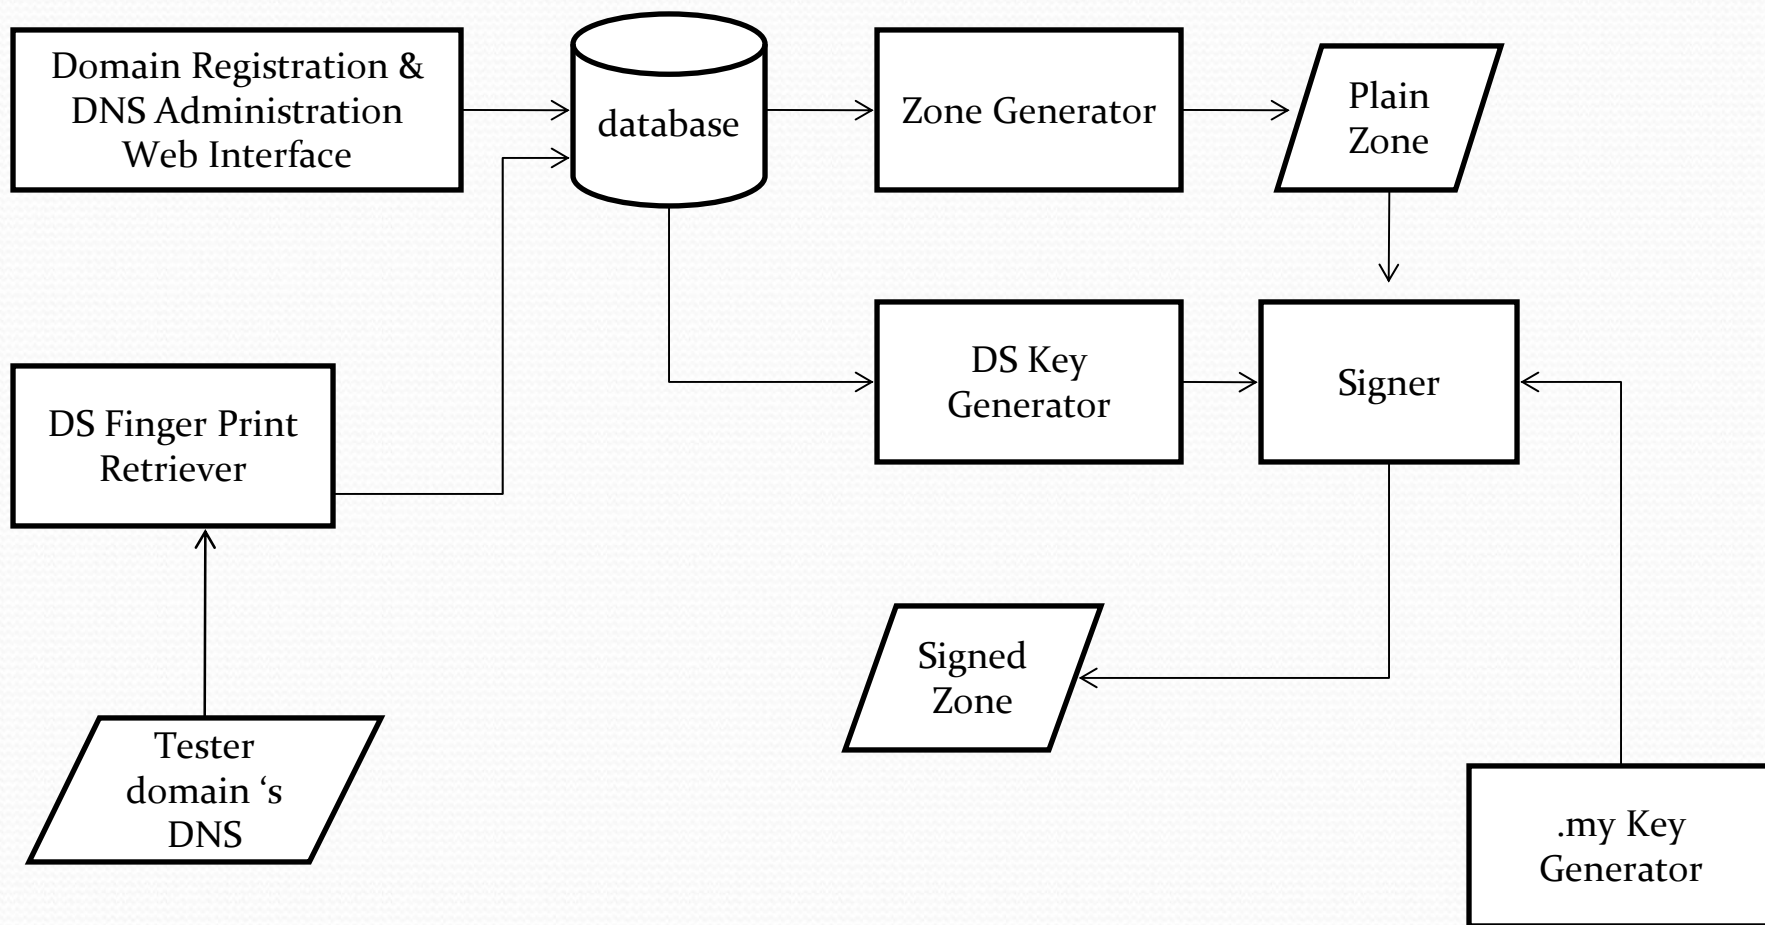 Domain Registration &
DNS Administration
Web Interface
database
Zone Generator
Plain
Zone
DS Key
Generator
Signer
DS Finger Print
Retriever
Signed
Zone
Tester
domain ‘s
DNS
.my Key
Generator